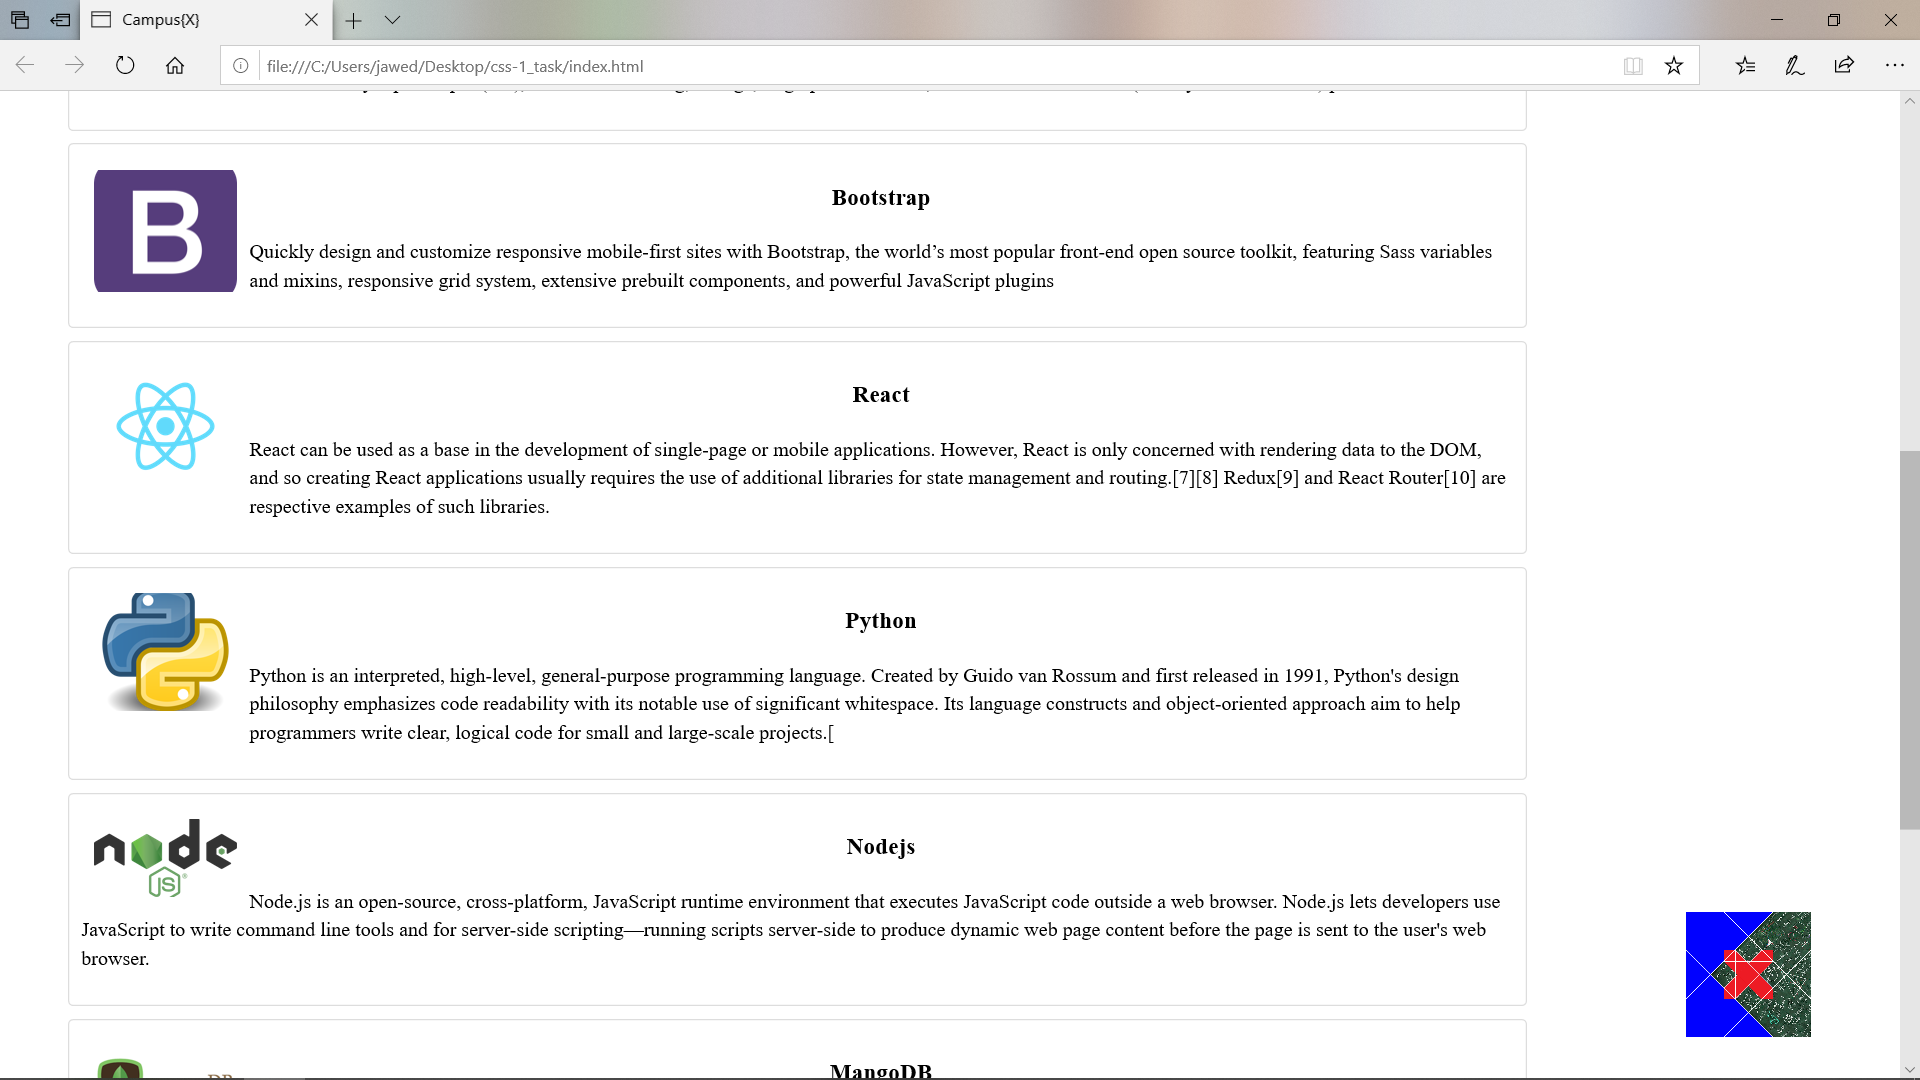 Campus{X}
file:///C:/Users/jawed/Desktop/css-1_task/index.html
B
Bootstrap
Quickly design and customize responsive mobile-first sites with Bootstrap, the world’s most popular front-end open source toolkit, featuring Sass variables
and mixins, responsive grid system, extensive prebuilt components, and powerful JavaScript plugins
React
React can be used as a base in the development of single-page or mobile applications. However, React is only concerned with rendering data to the DOM,
and so creating React applications usually requires the use of additional libraries for state management and routing.[7][8] Redux[9] and React Router[10] are
respective examples of such libraries.
Python
Python is an interpreted, high-level, general-purpose programming language. Created by Guido van Rossum and first released in 1991, Python's design
philosophy emphasizes code readability with its notable use of significant whitespace. Its language constructs and object-oriented approach aim to help
programmers write clear, logical code for small and large-scale projects.[
node
JS
Nodejs
Node.js is an open-source, cross-platform, JavaScript runtime environment that executes JavaScript code outside a web browser. Node.js lets developers use
JavaScript to write command line tools and for server-side scripting—running scripts server-side to produce dynamic web page content before the page is sent to the user's web
browser.
MangoDB